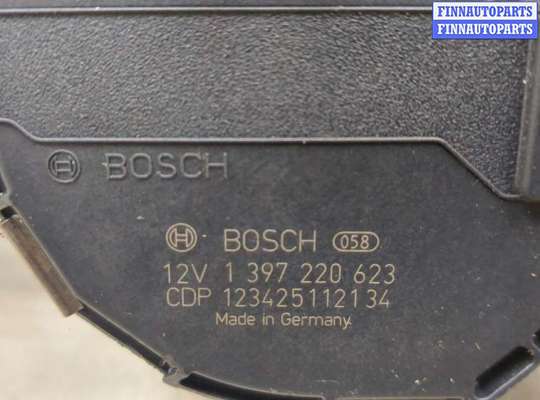 FINNAUTOPARTS
FINNAUTOPARTS
BOSCH
BOSCH 058
12V 1 397 220 623
CDP 123425112134
Made in Germany